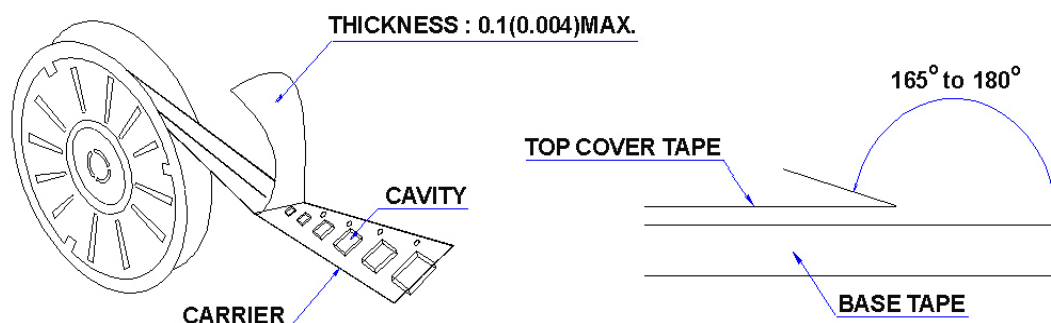 THICKNESS : 0.1(0.004)MAX.
CAVITY
CARRIER
165° to 180°
TOP COVER TAPE
BASE TAPE